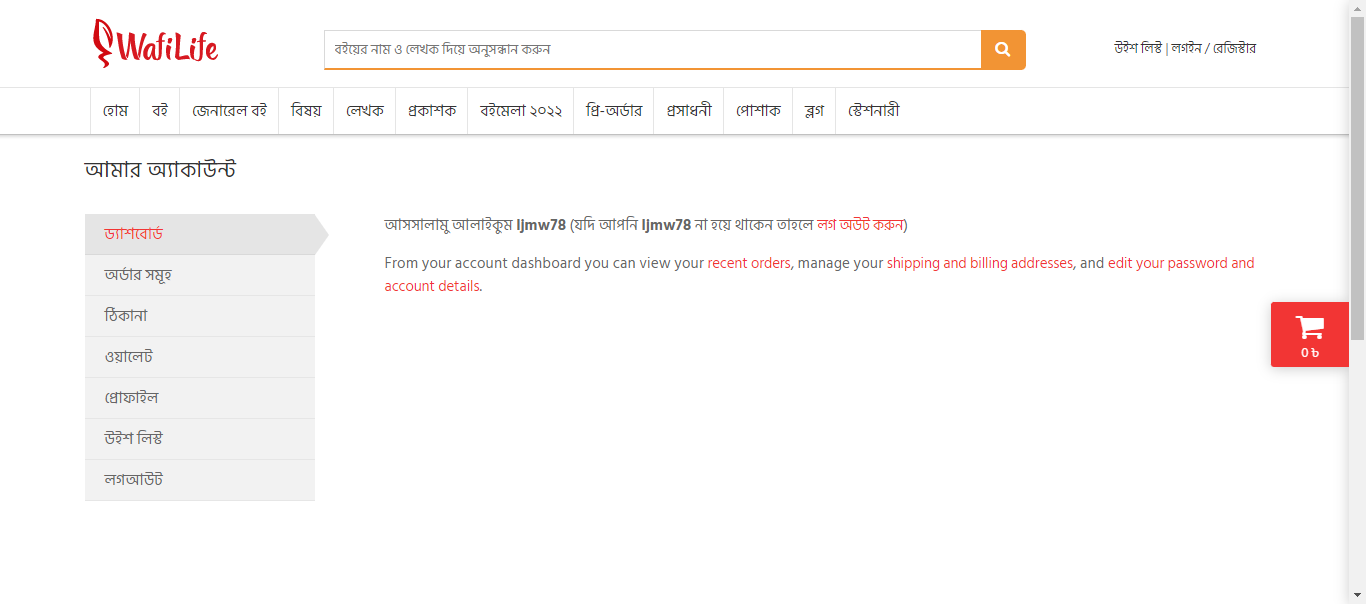 WafiLife
বইয়ের নাম ও লেখক দিয়ে অনুসন্ধান করুন
উইশ লিস্ট | লগইন / রেজিস্টার
হোম বই জেনারেল বই বিষয় লেখক প্রকাশক বইমেলা ২০২২ প্রি-অর্ডার প্রসাধনী পোশাক ব্লগ স্টেশনারী
আমার অ্যাকাউন্ট
ড্যাশবোর্ড
অর্ডার সমূহ
ঠিকানা
ওয়ালেট
প্রোফাইল
উইশ লিস্ট
লগআউট
আসসালামু আলাইকুম ljmw78 (যদি আপনি ljmw78 না হয়ে থাকেন তাহলে লগ অউট করুন)
From your account dashboard you can view your recent orders, manage your shipping and billing addresses, and edit your password and
account details.
0 ৳